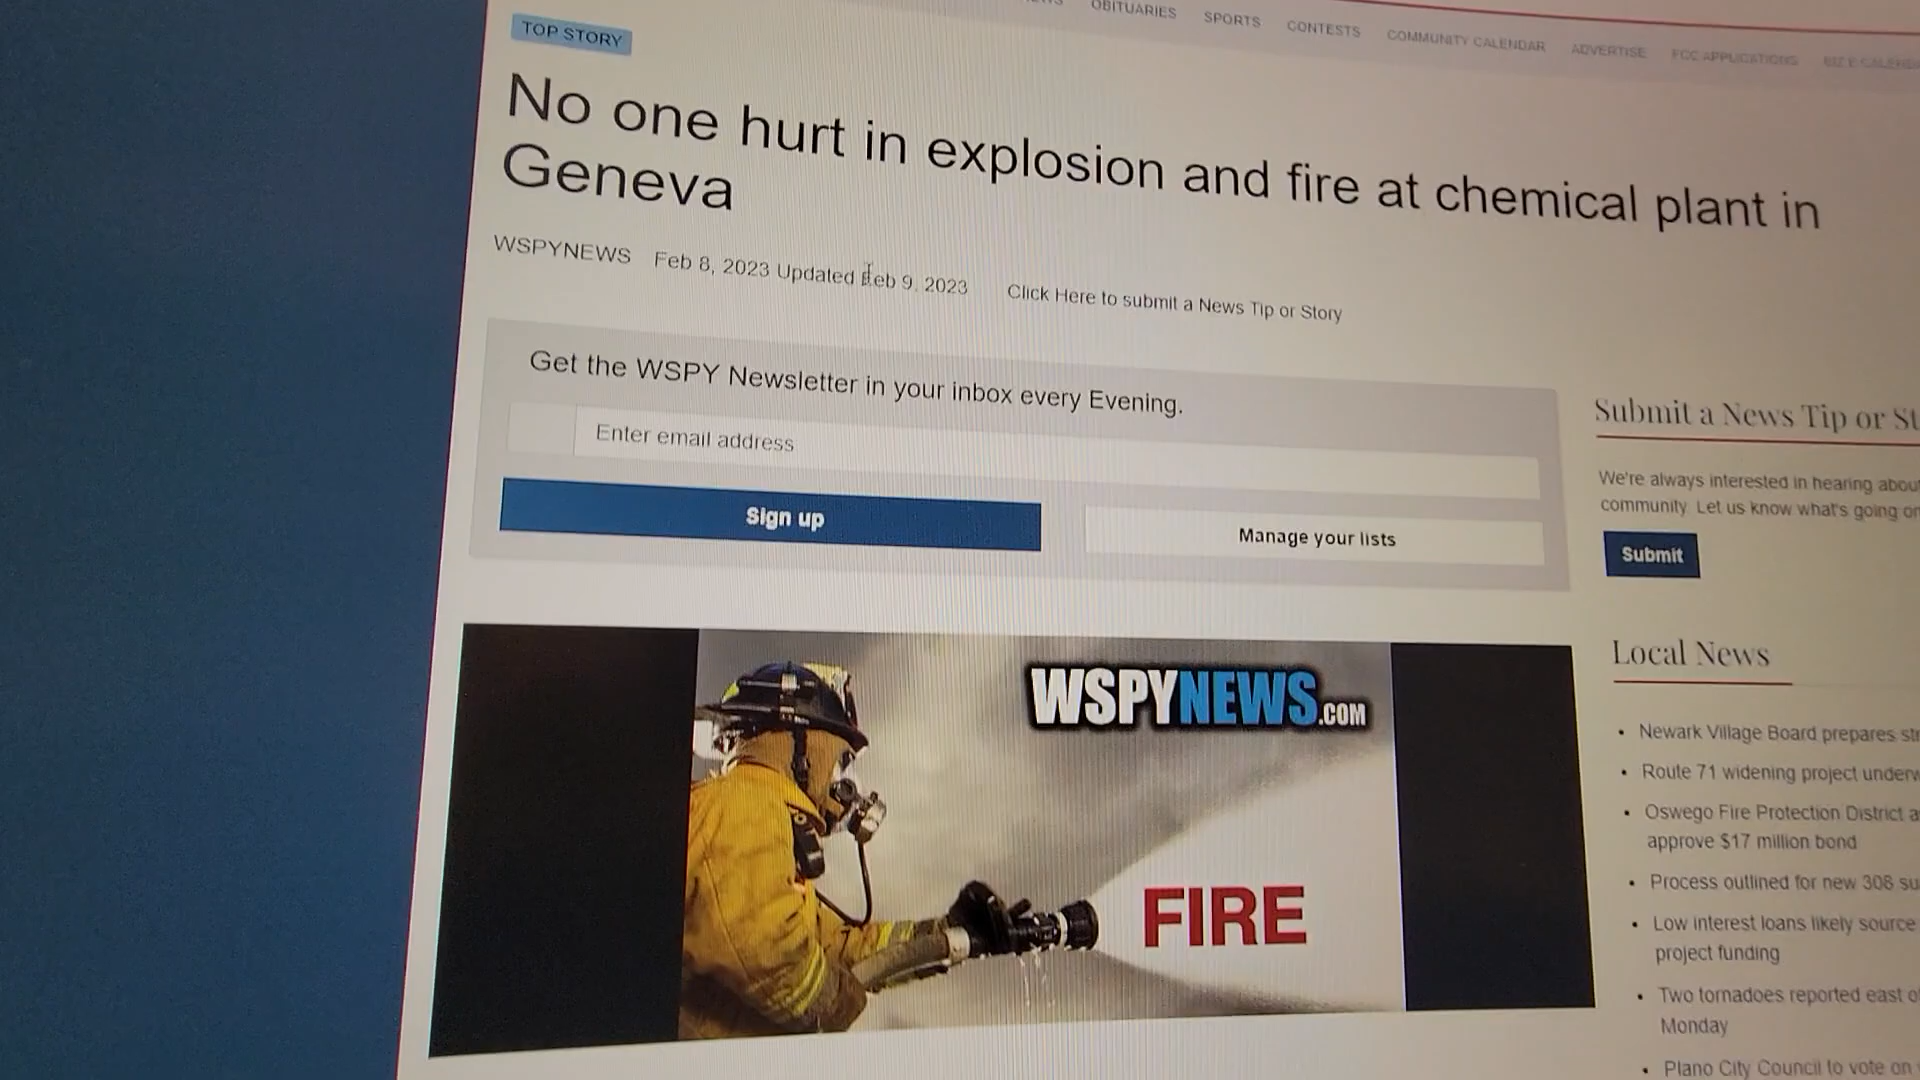 OBITUARIES SPORTS CONTESTS COMMUNITY CALENDAR ADVERTISE FCC APPLICATIONS
TOP STORY
No one hurt in explosion and fire at chemical plant in
Geneva
WSPYNEWS Feb 8, 2023 Updated Feb 9, 2023 Click Here to submit a News Tip or Story
Get the WSPY Newsletter in your inbox every Evening.
Enter email address
Sign up
Manage your lists
WSPYNEWS.COM
FIRE
Submit a News Tip or
We're always interested in hearing about
community. Let us know what's going on
Submit
Local News
• Newark Village Board prepares
• Route 71 widening project
• Oswego Fire Protection District
approve $17 million bond
• Process outlined for new 308
• Low interest loans likely source
project funding
• Two tornadoes reported east
Monday
• Plano City Council to vote on